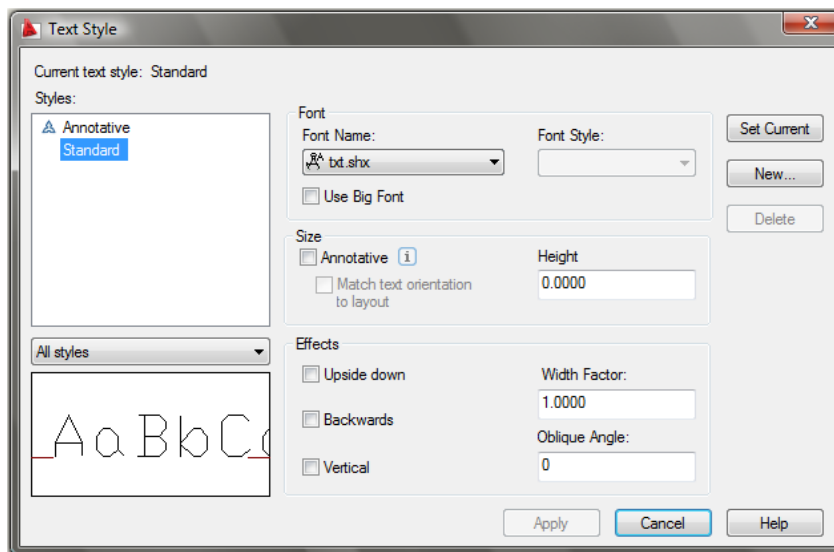 Text Style
Current text style: Standard
Styles:
Annotative
Standard
All styles
AaBbC
Font
Font Name:
txt.shx
Use Big Font
Font Style:
Size
Annotative
Match text orientation
to layout
Height
0.0000
Effects
Upside down
Backwards
Vertical
Width Factor:
1.0000
Oblique Angle:
0
Set Current
New...
Delete
Apply
Cancel
Help